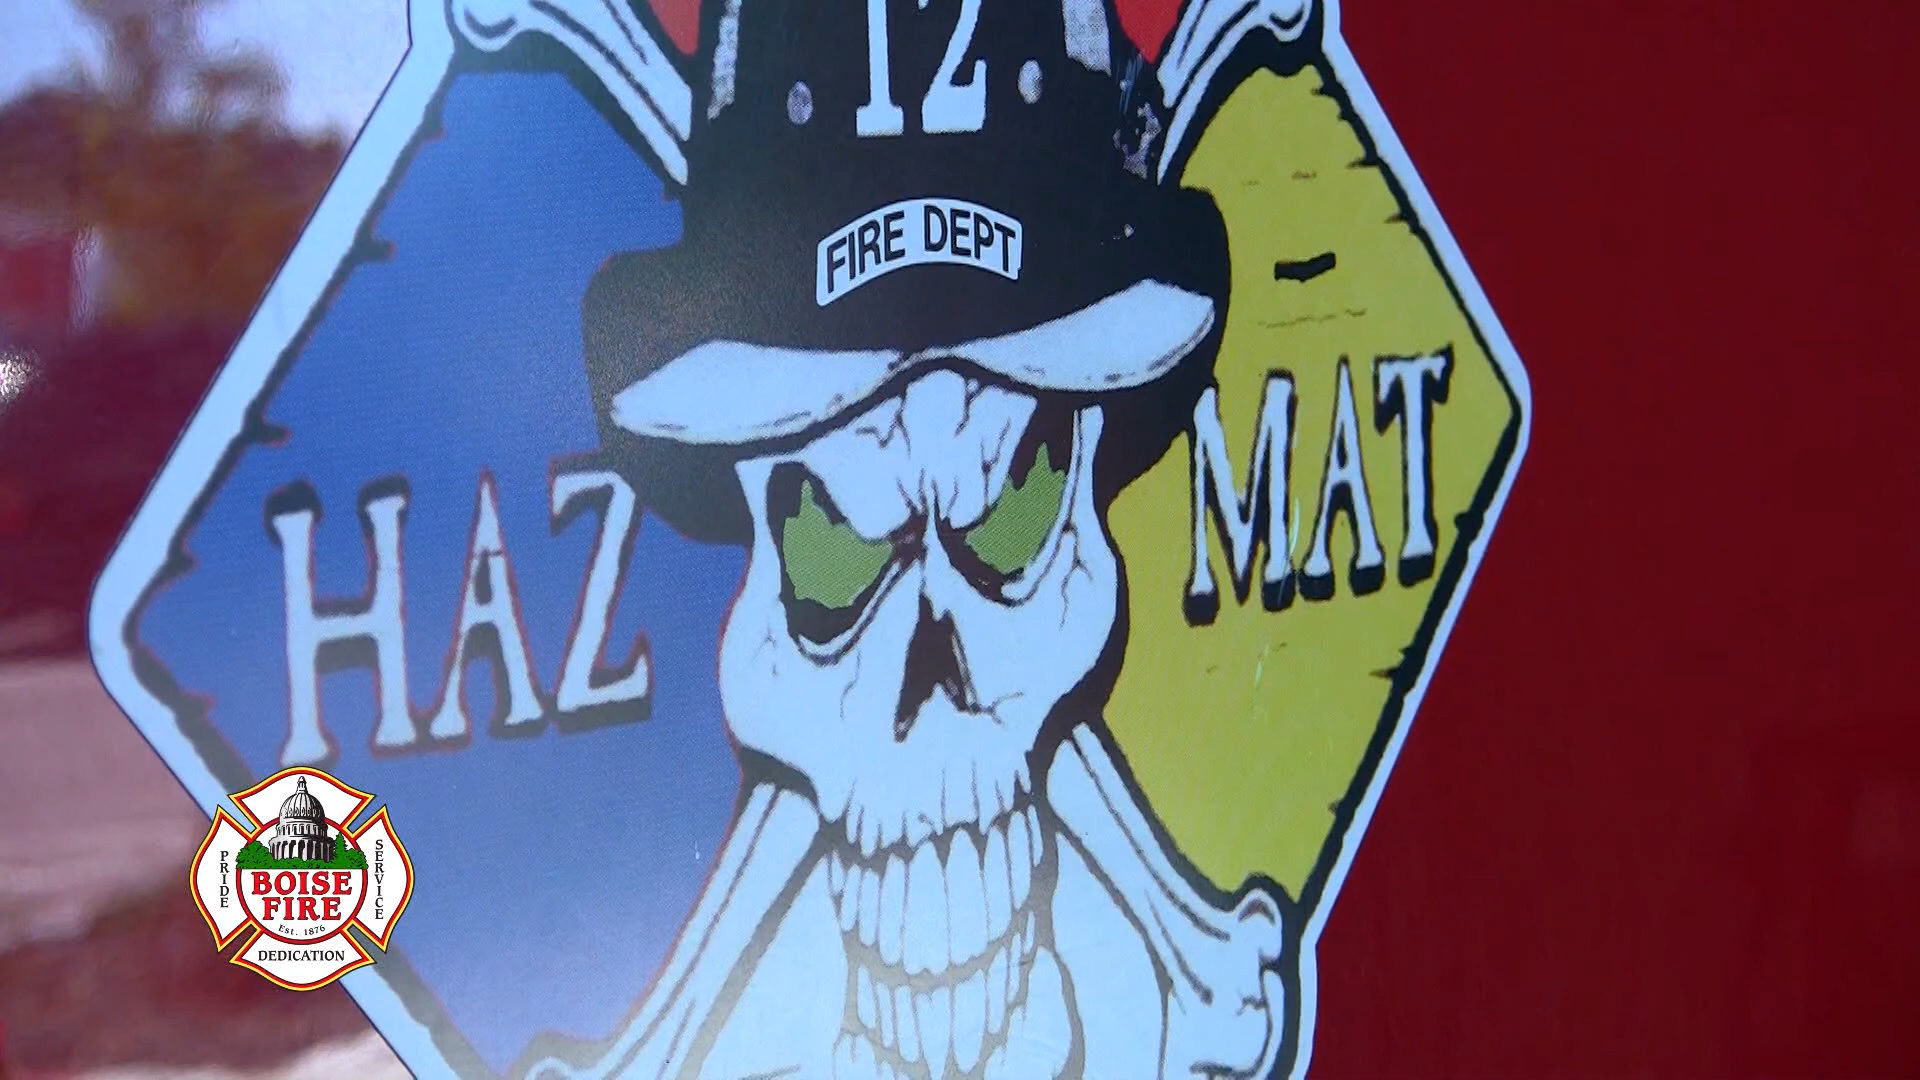 12
FIRE DEPT
HAZ
-
MAT
PRIDE
SERVICE
BOISE
FIRE
Est. 1876
DEDICATION